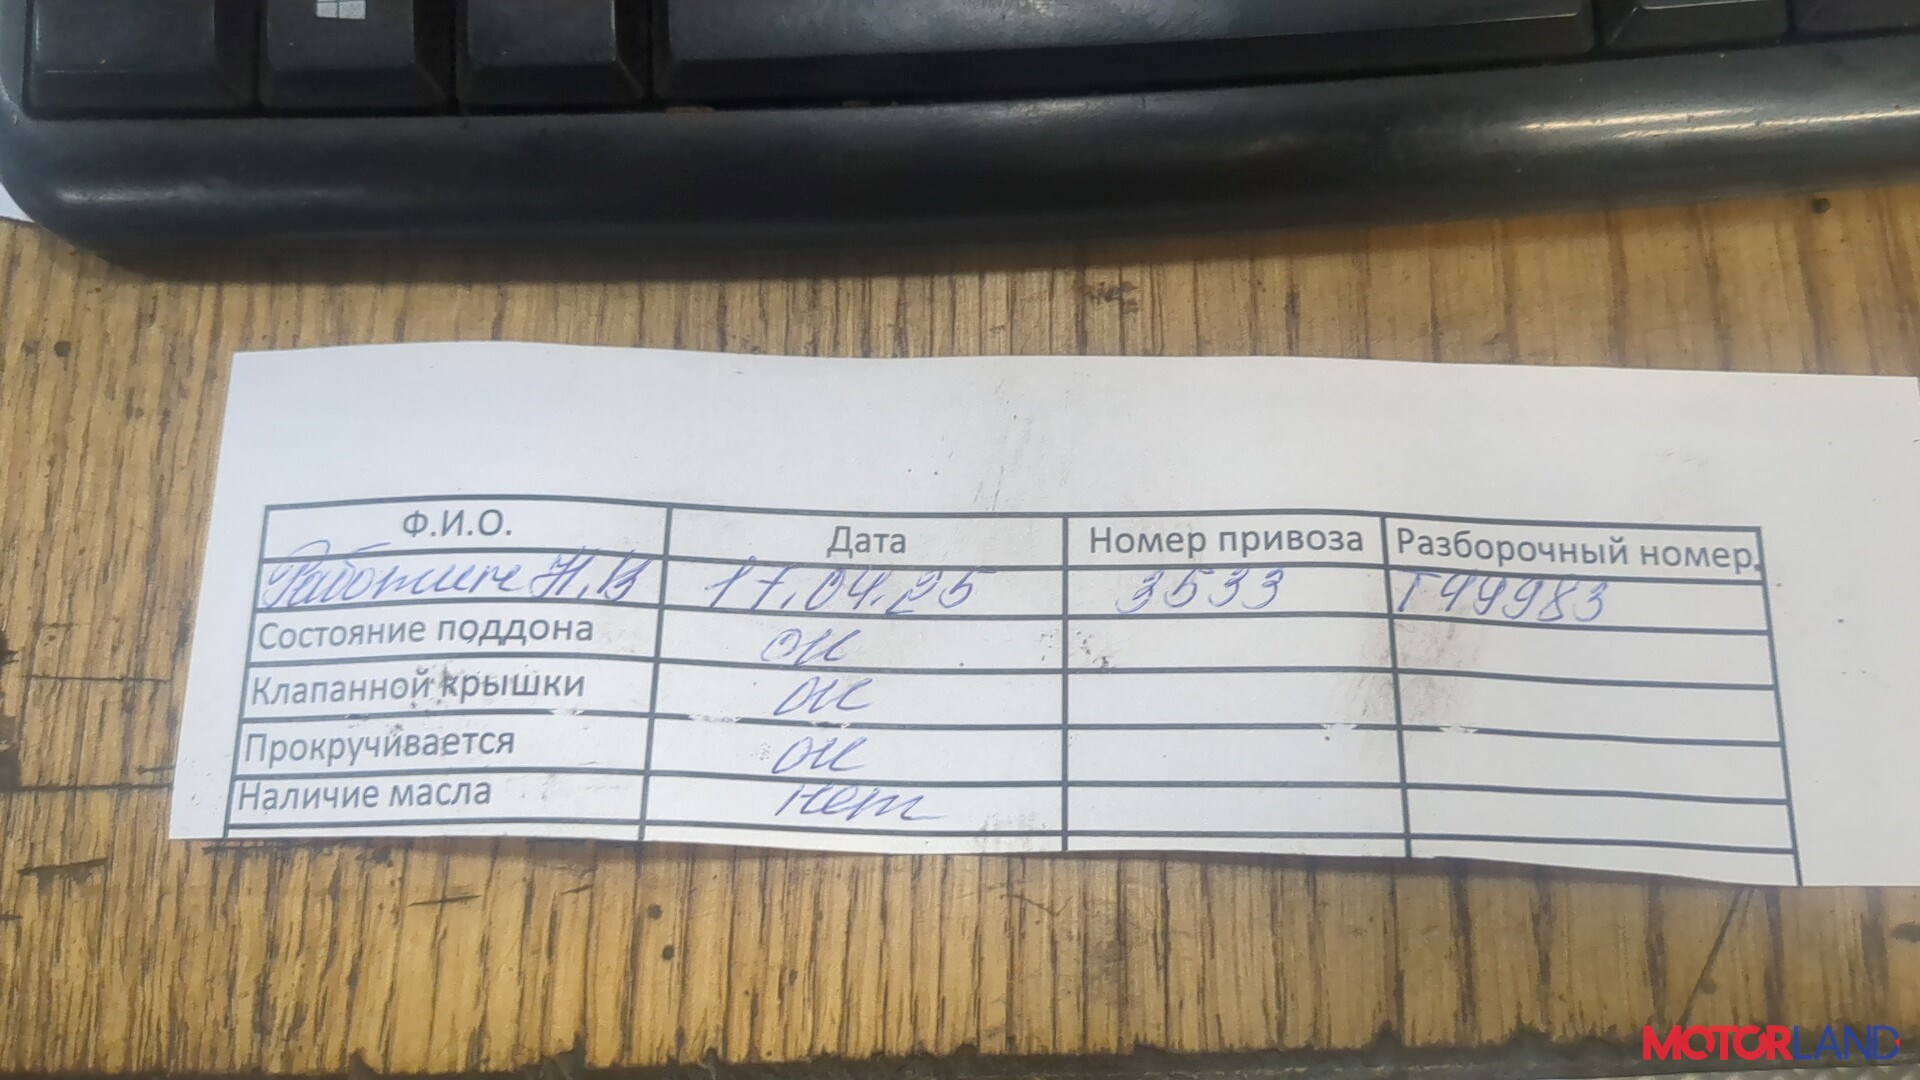 Ф.И.О. Дата Номер привоза Разборочный номер.
Н.В 17.04.25 3533 Т49983
Состояние поддона ок
Клапанной крышки ок
Прокручивается ок
Наличие масла нет
MOTORLAND